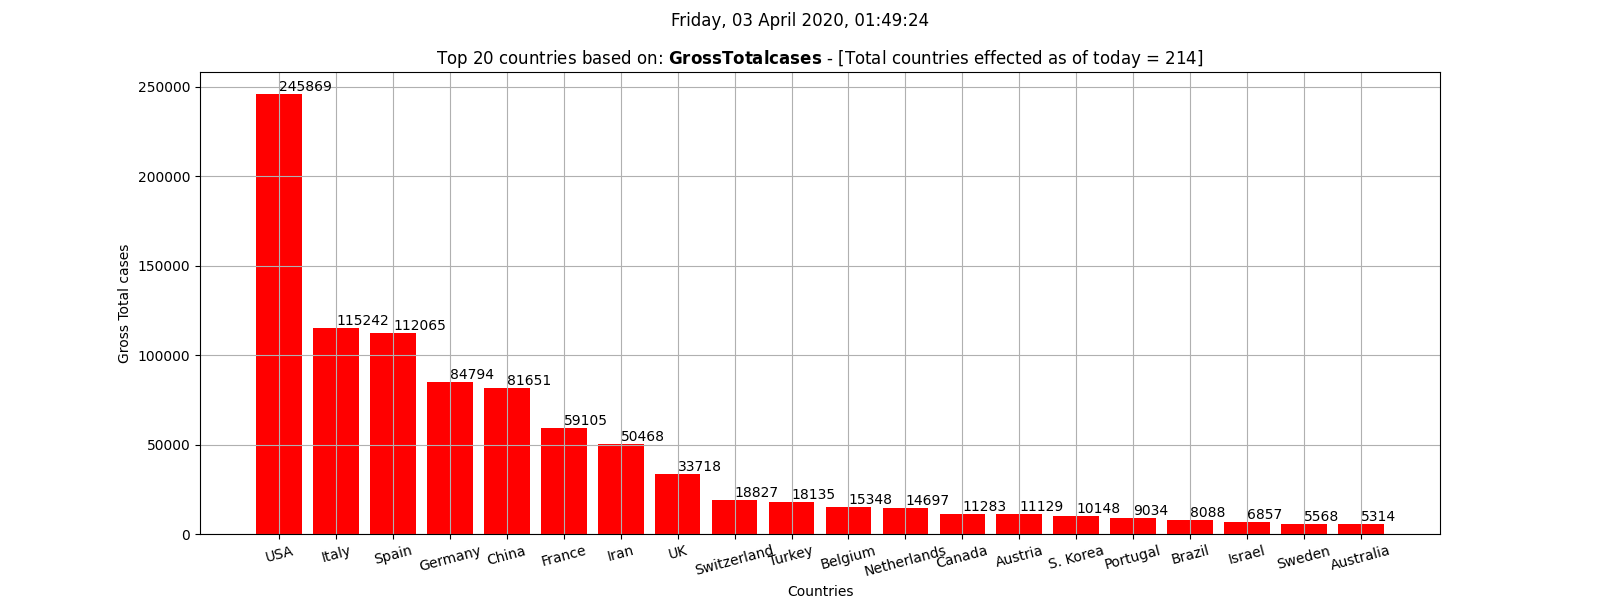 Friday, 03 April 2020, 01:49:24
Top 20 countries based on: GrossTotalcases - [Total countries effected as of today = 214]
250000
200000
150000
100000
50000
0
Gross Total cases
245869
115242
112065
84794
81651
59105
50468
33718
18827
18135
15348
14697
11283
11129
10148
9034
8088
6857
5568
5314
USA
Italy
Spain
Germany
China
France
Iran
UK
Switzerland
Turkey
Belgium
Netherlands
Canada
Austria
S. Korea
Portugal
Brazil
Israel
Sweden
Australia
Countries